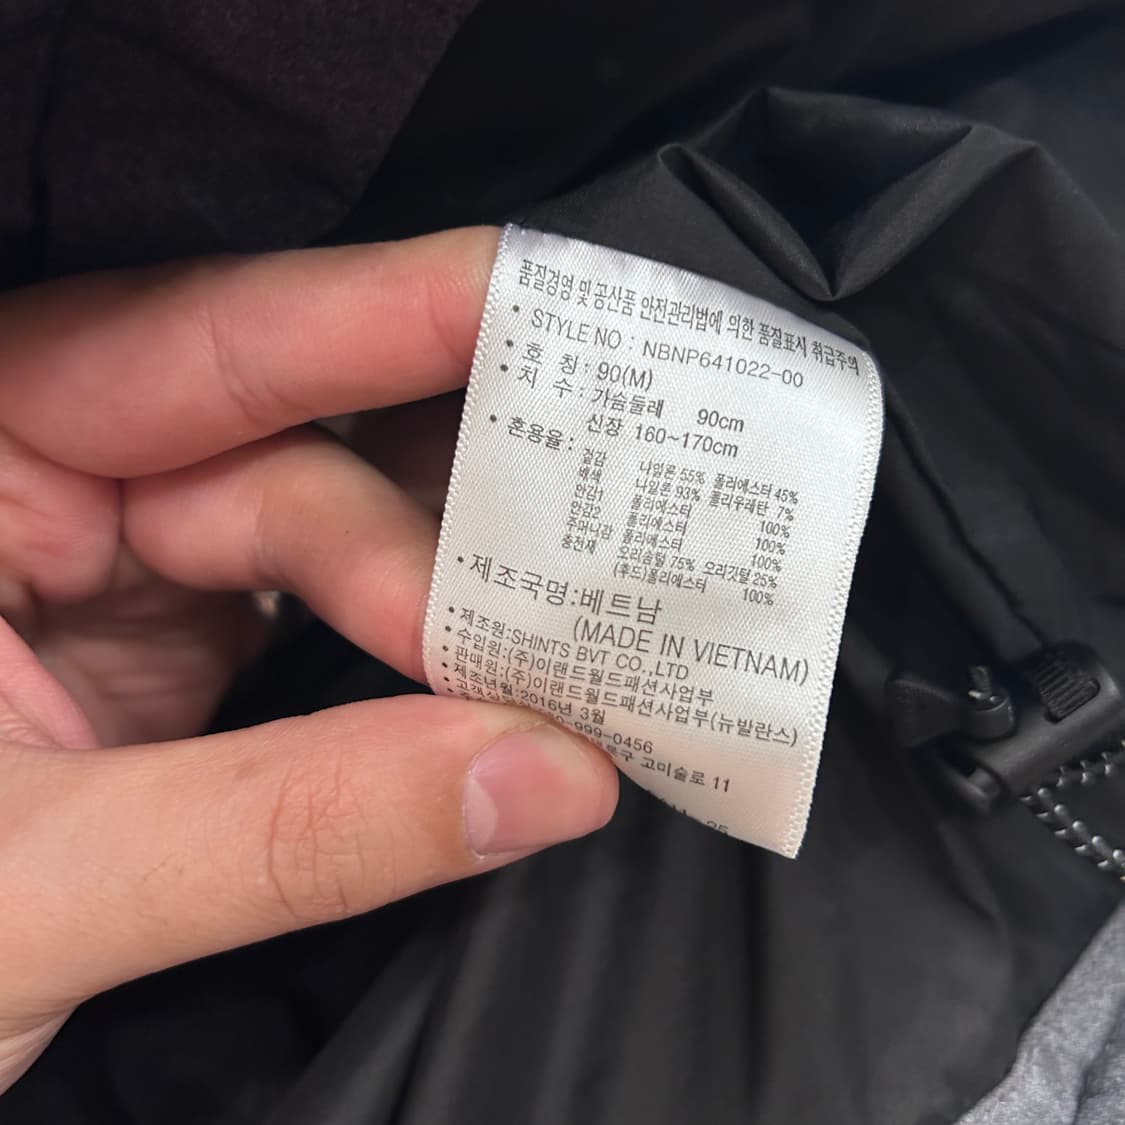 품질경영 및 공산품 안전관리법에 의한 품질표시 취급주의
• STYLE NO : NBNP641022-00
• 호 칭 : 90(M)
• 치 수 : 가슴둘레 90cm
신장 160~170cm
• 혼용율 :
겉감 나일론 55% 폴리에스터 45%
배색 나일론 93% 폴리우레탄 7%
안감1 폴리에스터 100%
안감2 폴리에스터 100%
주머니감 폴리에스터 100%
충전재 오리솜털 75% 오리깃털 25%
(후드)폴리에스터 100%
• 제조국명:베트남
(MADE IN VIETNAM)
• 제조원:SHINTS BVT CO.,LTD
• 수입원:(주)이랜드월드패션사업부
• 판매원:(주)이랜드월드패션사업부(뉴발란스)
• 제조년월:2016년 3월
-999-0456
고미술로 11